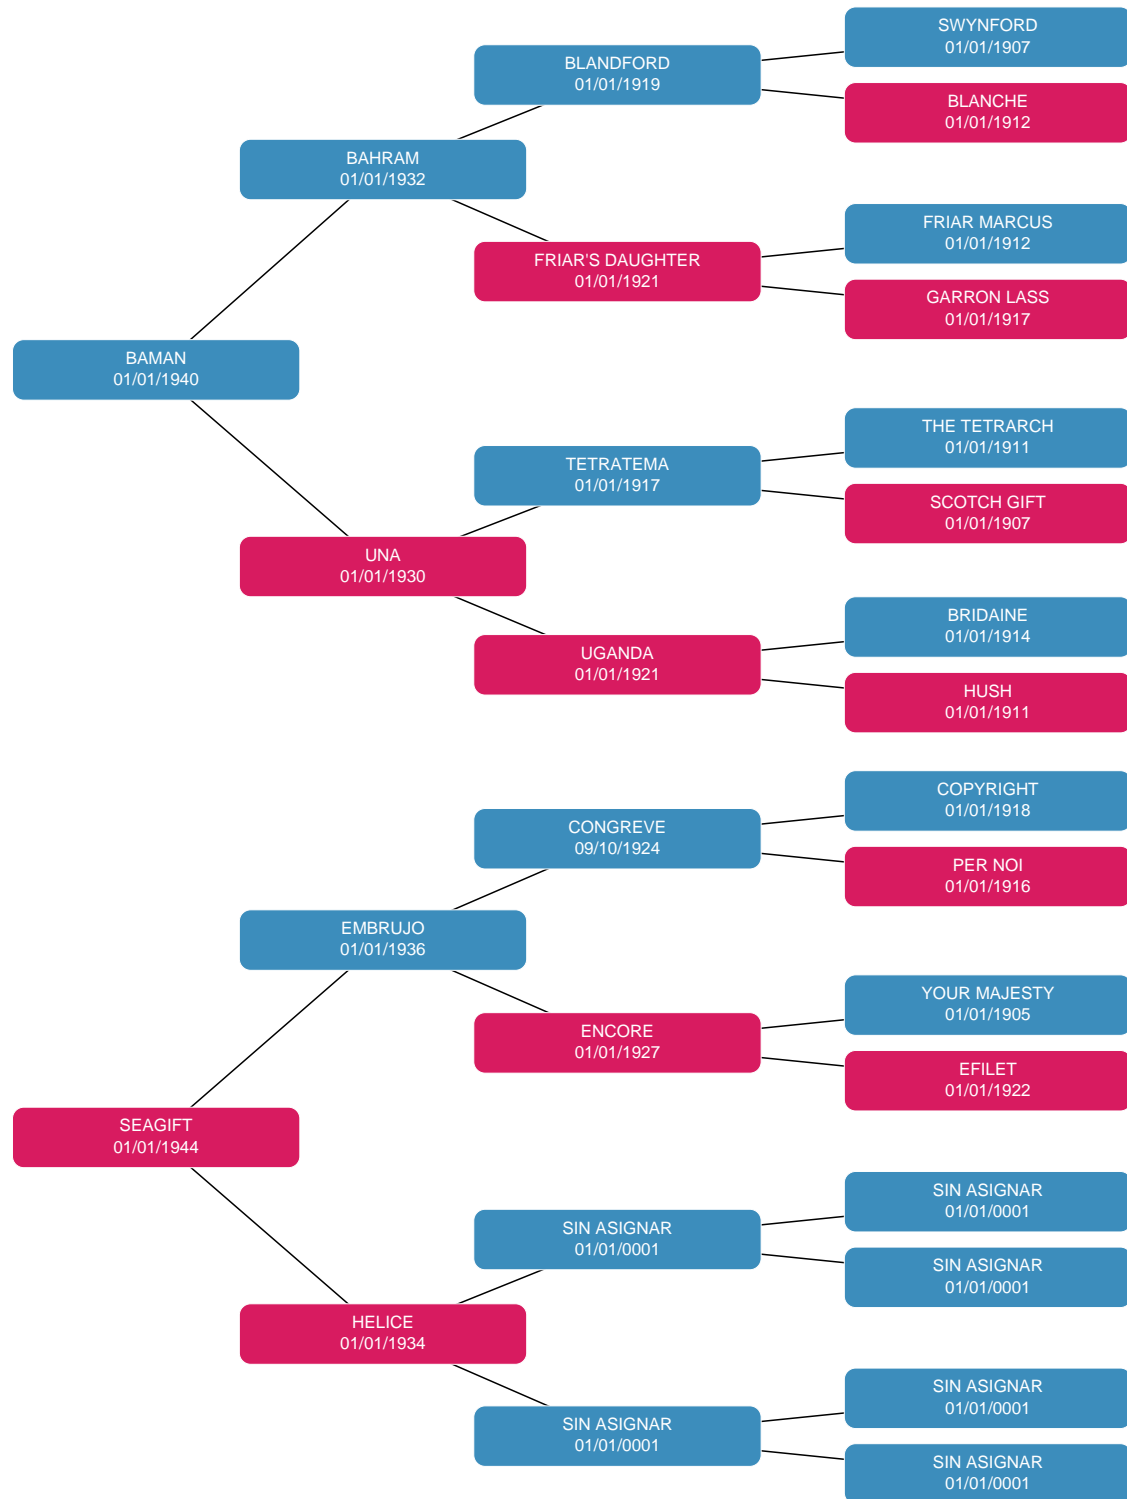 SWYNFORD
01/01/1907
BLANDFORD
01/01/1919
BLANCHE
01/01/1912
BAHRAM
01/01/1932
FRIAR MARCUS
01/01/1912
FRIAR'S DAUGHTER
01/01/1921
GARRON LASS
01/01/1917
BAMAN
01/01/1940
THE TETRARCH
01/01/1911
TETRATEMA
01/01/1917
SCOTCH GIFT
01/01/1907
UNA
01/01/1930
BRIDAINE
01/01/1914
UGANDA
01/01/1921
HUSH
01/01/1911
COPYRIGHT
01/01/1918
CONGREVE
09/10/1924
PER NOI
01/01/1916
EMBRUJO
01/01/1936
YOUR MAJESTY
01/01/1905
ENCORE
01/01/1927
EFILET
01/01/1922
SEAGIFT
01/01/1944
SIN ASIGNAR
01/01/0001
SIN ASIGNAR
01/01/0001
SIN ASIGNAR
01/01/0001
HELICE
01/01/1934
SIN ASIGNAR
01/01/0001
SIN ASIGNAR
01/01/0001
SIN ASIGNAR
01/01/0001